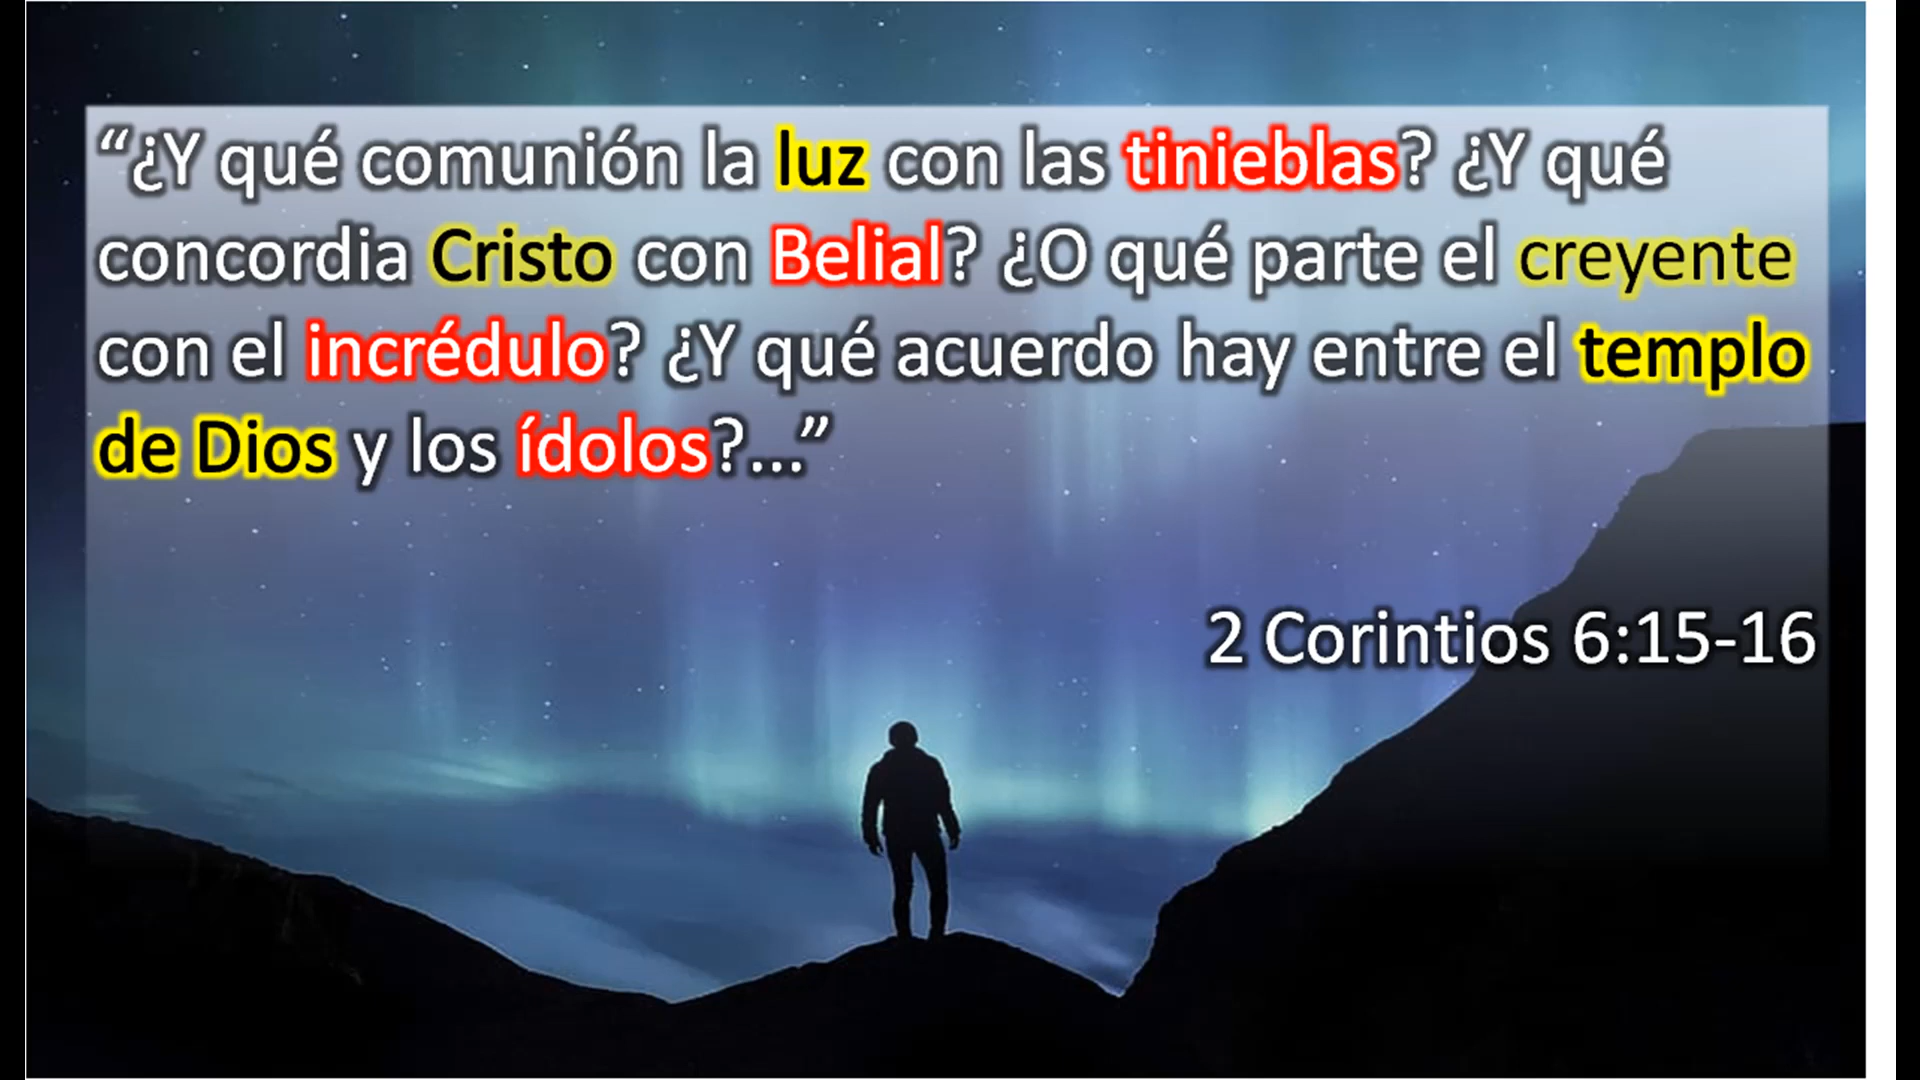 “¿Y qué comunión la luz con las tinieblas? ¿Y qué
concordia Cristo con Belial? ¿O qué parte el creyente
con el incrédulo? ¿Y qué acuerdo hay entre el templo
de Dios y los ídolos?...”
2 Corintios 6:15-16